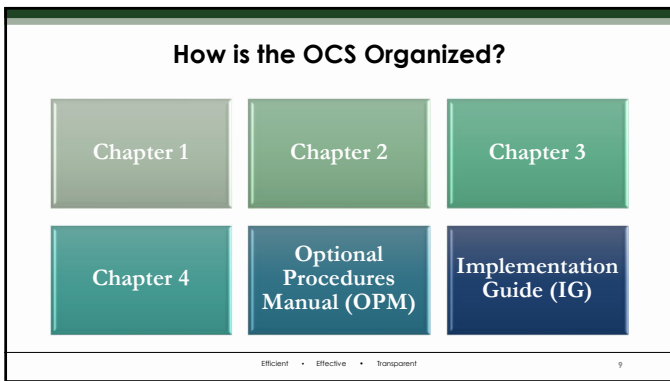 How is the OCS Organized?
Chapter 1
Chapter 2
Chapter 3
Chapter 4
Optional
Procedures
Manual (OPM)
Implementation
Guide (IG)
Efficient • Effective • Transparent
9